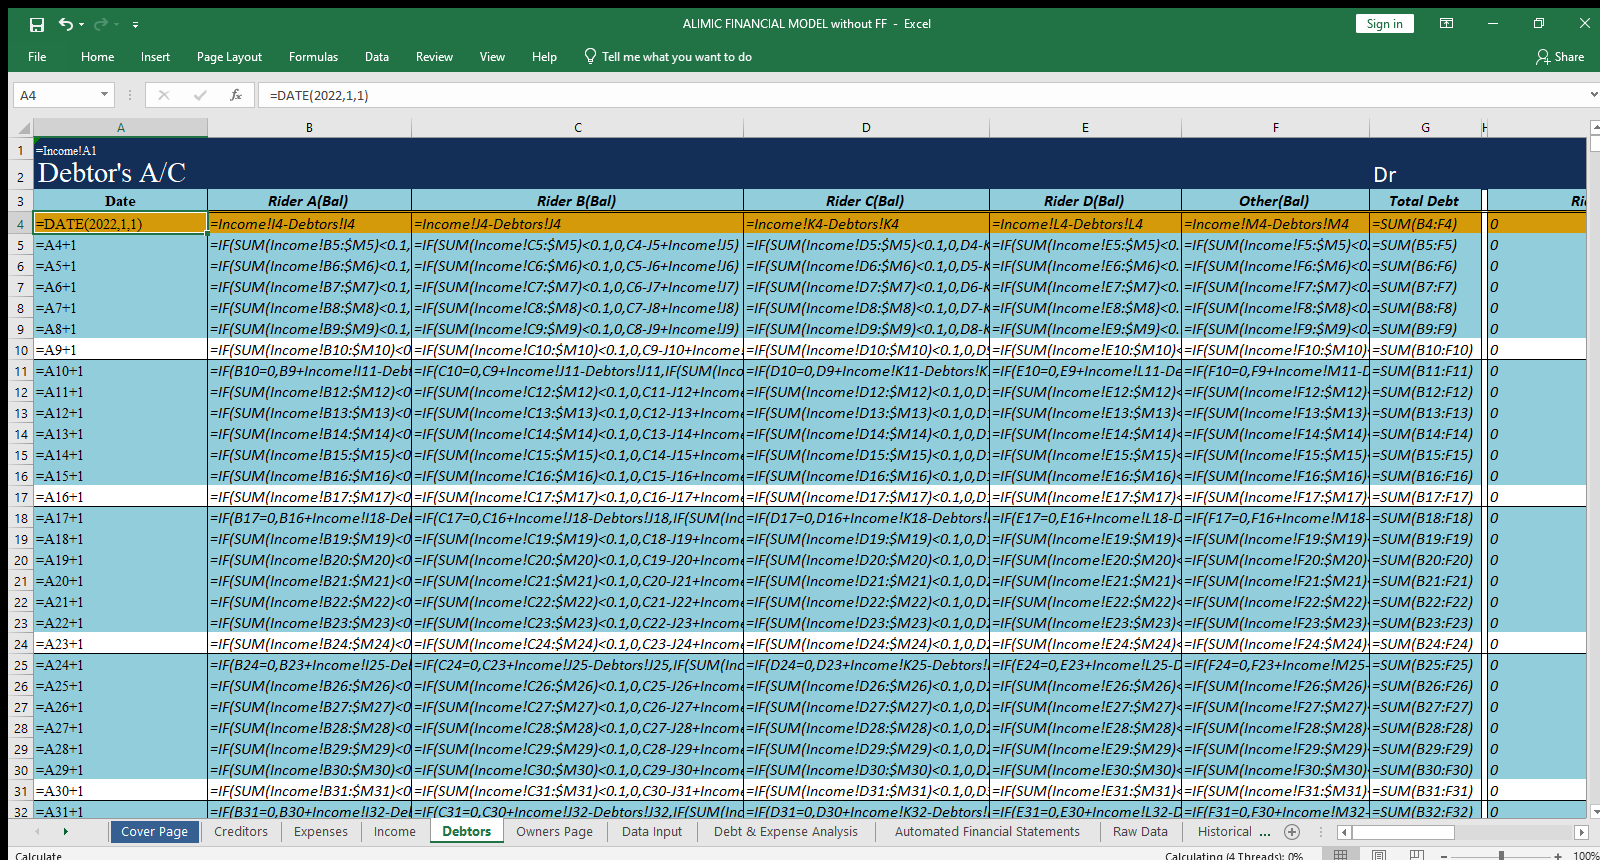 ALIMIC FINANCIAL MODEL without FF - Excel Sign in
File Home Insert Page Layout Formulas Data Review View Help Tell me what you want to do Share
A4 fx =DATE(2022,1,1)
A B C D E F G H
1 =Income!A1
2 Debtor's A/C Dr
3 Date Rider A(Bal) Rider B(Bal) Rider C(Bal) Rider D(Bal) Other(Bal) Total Debt Ri
4 =DATE(2022,1,1) =Income!I4-Debtors!I4 =Income!J4-Debtors!J4 =Income!K4-Debtors!K4 =Income!L4-Debtors!L4 =Income!M4-Debtors!M4 =SUM(B4:F4) 0
5 =A4+1 =IF(SUM(Income!B5:$M5)<0.1, =IF(SUM(Income!C5:$M5)<0.1,0,C4-J5+Income!J5) =IF(SUM(Income!D5:$M5)<0.1,0,D4-K =IF(SUM(Income!E5:$M5)<0. =IF(SUM(Income!F5:$M5)<0. =SUM(B5:F5) 0
6 =A5+1 =IF(SUM(Income!B6:$M6)<0.1, =IF(SUM(Income!C6:$M6)<0.1,0,C5-J6+Income!J6) =IF(SUM(Income!D6:$M6)<0.1,0,D5-K =IF(SUM(Income!E6:$M6)<0. =IF(SUM(Income!F6:$M6)<0. =SUM(B6:F6) 0
7 =A6+1 =IF(SUM(Income!B7:$M7)<0.1, =IF(SUM(Income!C7:$M7)<0.1,0,C6-J7+Income!J7) =IF(SUM(Income!D7:$M7)<0.1,0,D6-K =IF(SUM(Income!E7:$M7)<0. =IF(SUM(Income!F7:$M7)<0. =SUM(B7:F7) 0
8 =A7+1 =IF(SUM(Income!B8:$M8)<0.1, =IF(SUM(Income!C8:$M8)<0.1,0,C7-J8+Income!J8) =IF(SUM(Income!D8:$M8)<0.1,0,D7-K =IF(SUM(Income!E8:$M8)<0. =IF(SUM(Income!F8:$M8)<0. =SUM(B8:F8) 0
9 =A8+1 =IF(SUM(Income!B9:$M9)<0.1, =IF(SUM(Income!C9:$M9)<0.1,0,C8-J9+Income!J9) =IF(SUM(Income!D9:$M9)<0.1,0,D8-K =IF(SUM(Income!E9:$M9)<0. =IF(SUM(Income!F9:$M9)<0. =SUM(B9:F9) 0
10 =A9+1 =IF(SUM(Income!B10:$M10)<0 =IF(SUM(Income!C10:$M10)<0.1,0,C9-J10+Income. =IF(SUM(Income!D10:$M10)<0.1,0,D9 =IF(SUM(Income!E10:$M10)< =IF(SUM(Income!F10:$M10)< =SUM(B10:F10) 0
11 =A10+1 =IF(B10=0,B9+Income!I11-Debt =IF(C10=0,C9+Income!J11-Debtors!J11,IF(SUM(Inco =IF(D10=0,D9+Income!K11-Debtors!K. =IF(E10=0,E9+Income!L11-De =IF(F10=0,F9+Income!M11-D =SUM(B11:F11) 0
12 =A11+1 =IF(SUM(Income!B12:$M12)<0 =IF(SUM(Income!C12:$M12)<0.1,0,C11-J12+Income =IF(SUM(Income!D12:$M12)<0.1,0,D1 =IF(SUM(Income!E12:$M12)< =IF(SUM(Income!F12:$M12)< =SUM(B12:F12) 0
13 =A12+1 =IF(SUM(Income!B13:$M13)<0 =IF(SUM(Income!C13:$M13)<0.1,0,C12-J13+Income =IF(SUM(Income!D13:$M13)<0.1,0,D1 =IF(SUM(Income!E13:$M13)< =IF(SUM(Income!F13:$M13)< =SUM(B13:F13) 0
14 =A13+1 =IF(SUM(Income!B14:$M14)<0 =IF(SUM(Income!C14:$M14)<0.1,0,C13-J14+Income =IF(SUM(Income!D14:$M14)<0.1,0,D1 =IF(SUM(Income!E14:$M14)< =IF(SUM(Income!F14:$M14)< =SUM(B14:F14) 0
15 =A14+1 =IF(SUM(Income!B15:$M15)<0 =IF(SUM(Income!C15:$M15)<0.1,0,C14-J15+Income =IF(SUM(Income!D15:$M15)<0.1,0,D1 =IF(SUM(Income!E15:$M15)< =IF(SUM(Income!F15:$M15)< =SUM(B15:F15) 0
16 =A15+1 =IF(SUM(Income!B16:$M16)<0 =IF(SUM(Income!C16:$M16)<0.1,0,C15-J16+Income =IF(SUM(Income!D16:$M16)<0.1,0,D1 =IF(SUM(Income!E16:$M16)< =IF(SUM(Income!F16:$M16)< =SUM(B16:F16) 0
17 =A16+1 =IF(SUM(Income!B17:$M17)<0 =IF(SUM(Income!C17:$M17)<0.1,0,C16-J17+Income =IF(SUM(Income!D17:$M17)<0.1,0,D1 =IF(SUM(Income!E17:$M17)< =IF(SUM(Income!F17:$M17)< =SUM(B17:F17) 0
18 =A17+1 =IF(B17=0,B16+Income!I18-Del =IF(C17=0,C16+Income!J18-Debtors!J18,IF(SUM(Inc =IF(D17=0,D16+Income!K18-Debtors! =IF(E17=0,E16+Income!L18-D =IF(F17=0,F16+Income!M18- =SUM(B18:F18) 0
19 =A18+1 =IF(SUM(Income!B19:$M19)<0 =IF(SUM(Income!C19:$M19)<0.1,0,C18-J19+Income =IF(SUM(Income!D19:$M19)<0.1,0,D1 =IF(SUM(Income!E19:$M19)< =IF(SUM(Income!F19:$M19)< =SUM(B19:F19) 0
20 =A19+1 =IF(SUM(Income!B20:$M20)<0 =IF(SUM(Income!C20:$M20)<0.1,0,C19-J20+Income =IF(SUM(Income!D20:$M20)<0.1,0,D1 =IF(SUM(Income!E20:$M20)< =IF(SUM(Income!F20:$M20)< =SUM(B20:F20) 0
21 =A20+1 =IF(SUM(Income!B21:$M21)<0 =IF(SUM(Income!C21:$M21)<0.1,0,C20-J21+Income =IF(SUM(Income!D21:$M21)<0.1,0,D2 =IF(SUM(Income!E21:$M21)< =IF(SUM(Income!F21:$M21)< =SUM(B21:F21) 0
22 =A21+1 =IF(SUM(Income!B22:$M22)<0 =IF(SUM(Income!C22:$M22)<0.1,0,C21-J22+Income =IF(SUM(Income!D22:$M22)<0.1,0,D2 =IF(SUM(Income!E22:$M22)< =IF(SUM(Income!F22:$M22)< =SUM(B22:F22) 0
23 =A22+1 =IF(SUM(Income!B23:$M23)<0 =IF(SUM(Income!C23:$M23)<0.1,0,C22-J23+Income =IF(SUM(Income!D23:$M23)<0.1,0,D2 =IF(SUM(Income!E23:$M23)< =IF(SUM(Income!F23:$M23)< =SUM(B23:F23) 0
24 =A23+1 =IF(SUM(Income!B24:$M24)<0 =IF(SUM(Income!C24:$M24)<0.1,0,C23-J24+Income =IF(SUM(Income!D24:$M24)<0.1,0,D2 =IF(SUM(Income!E24:$M24)< =IF(SUM(Income!F24:$M24)< =SUM(B24:F24) 0
25 =A24+1 =IF(B24=0,B23+Income!I25-Del =IF(C24=0,C23+Income!J25-Debtors!J25,IF(SUM(Inc =IF(D24=0,D23+Income!K25-Debtors! =IF(E24=0,E23+Income!L25-D =IF(F24=0,F23+Income!M25- =SUM(B25:F25) 0
26 =A25+1 =IF(SUM(Income!B26:$M26)<0 =IF(SUM(Income!C26:$M26)<0.1,0,C25-J26+Income =IF(SUM(Income!D26:$M26)<0.1,0,D2 =IF(SUM(Income!E26:$M26)< =IF(SUM(Income!F26:$M26)< =SUM(B26:F26) 0
27 =A26+1 =IF(SUM(Income!B27:$M27)<0 =IF(SUM(Income!C27:$M27)<0.1,0,C26-J27+Income =IF(SUM(Income!D27:$M27)<0.1,0,D2 =IF(SUM(Income!E27:$M27)< =IF(SUM(Income!F27:$M27)< =SUM(B27:F27) 0
28 =A27+1 =IF(SUM(Income!B28:$M28)<0 =IF(SUM(Income!C28:$M28)<0.1,0,C27-J28+Income =IF(SUM(Income!D28:$M28)<0.1,0,D2 =IF(SUM(Income!E28:$M28)< =IF(SUM(Income!F28:$M28)< =SUM(B28:F28) 0
29 =A28+1 =IF(SUM(Income!B29:$M29)<0 =IF(SUM(Income!C29:$M29)<0.1,0,C28-J29+Income =IF(SUM(Income!D29:$M29)<0.1,0,D2 =IF(SUM(Income!E29:$M29)< =IF(SUM(Income!F29:$M29)< =SUM(B29:F29) 0
30 =A29+1 =IF(SUM(Income!B30:$M30)<0 =IF(SUM(Income!C30:$M30)<0.1,0,C29-J30+Income =IF(SUM(Income!D30:$M30)<0.1,0,D2 =IF(SUM(Income!E30:$M30)< =IF(SUM(Income!F30:$M30)< =SUM(B30:F30) 0
31 =A30+1 =IF(SUM(Income!B31:$M31)<0 =IF(SUM(Income!C31:$M31)<0.1,0,C30-J31+Income =IF(SUM(Income!D31:$M31)<0.1,0,D3 =IF(SUM(Income!E31:$M31)< =IF(SUM(Income!F31:$M31)< =SUM(B31:F31) 0
32 =A31+1 =IF(B31=0,B30+Income!I32-Del =IF(C31=0,C30+Income!J32-Debtors!J32,IF(SUM(Inc =IF(D31=0,D30+Income!K32-Debtors! =IF(E31=0,E30+Income!L32-D =IF(F31=0,F30+Income!M32- =SUM(B32:F32) 0
Cover Page Creditors Expenses Income Debtors Owners Page Data Input Debt & Expense Analysis Automated Financial Statements Raw Data Historical ...
Calculate Calculating (4 Threads): 0% 100%